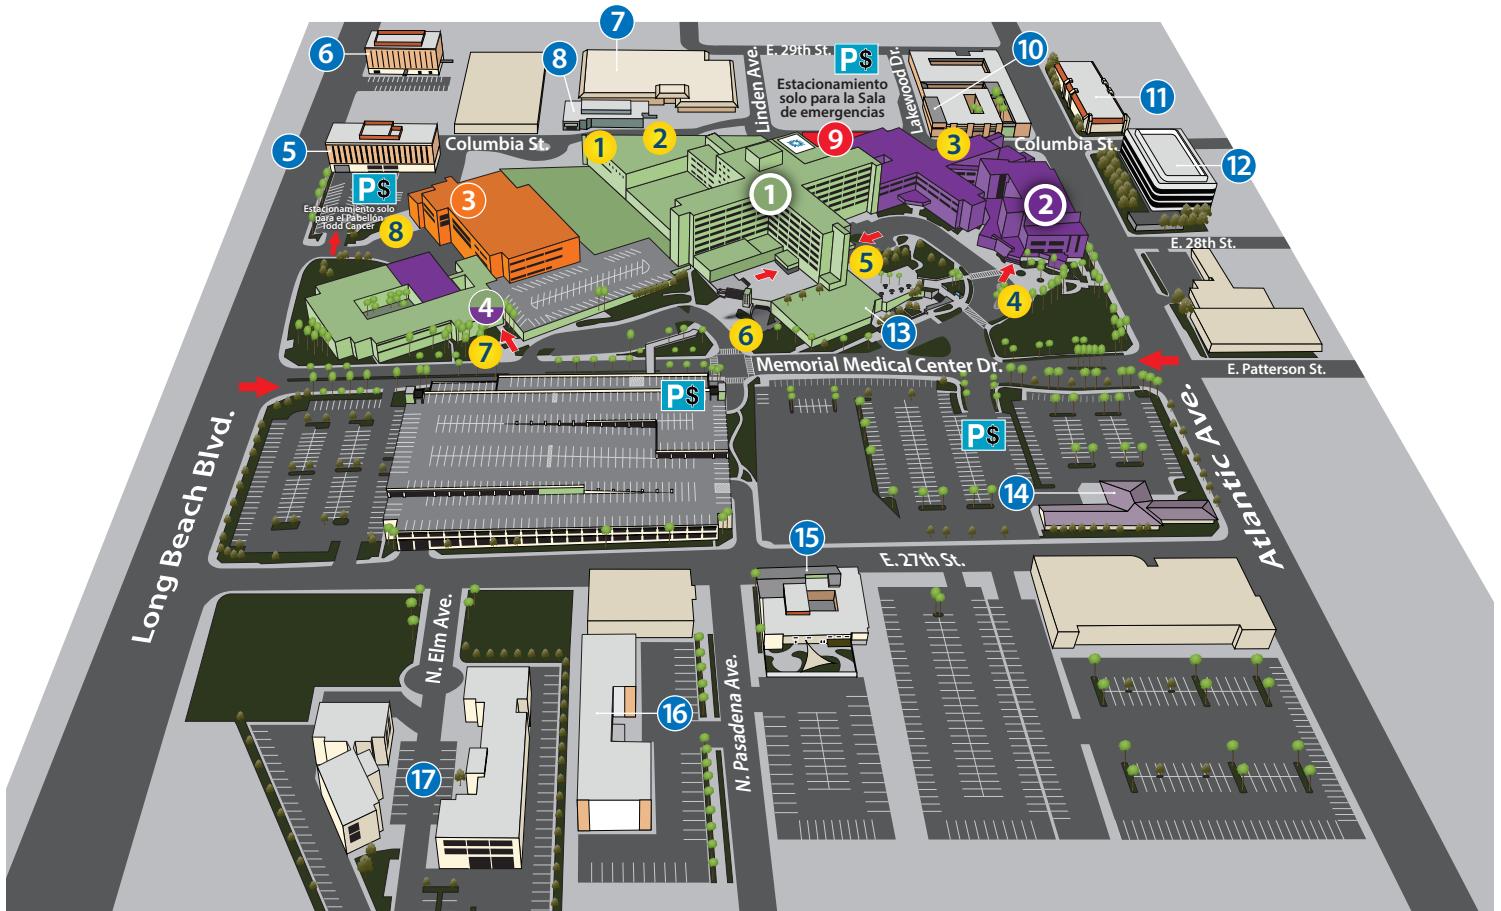 7
6
8
E. 29th St.
P$
Lakewood Dr.
10
Linden Ave.
Estacionamiento
solo para la Sala
de emergencias
11
5
Columbia St.
1
2
9
3
Columbia St.
12
P$
Estacionamiento solo
para el Pabellón
Todd Cancer
3
1
2
8
E. 28th St.
5
4
4
13
6
7
Memorial Medical Center Dr.
E. Patterson St.
P$
Long Beach Blvd.
P$
Atlantic Ave.
14
15
E. 27th St.
N. Elm Ave.
N. Pasadena Ave.
16
17